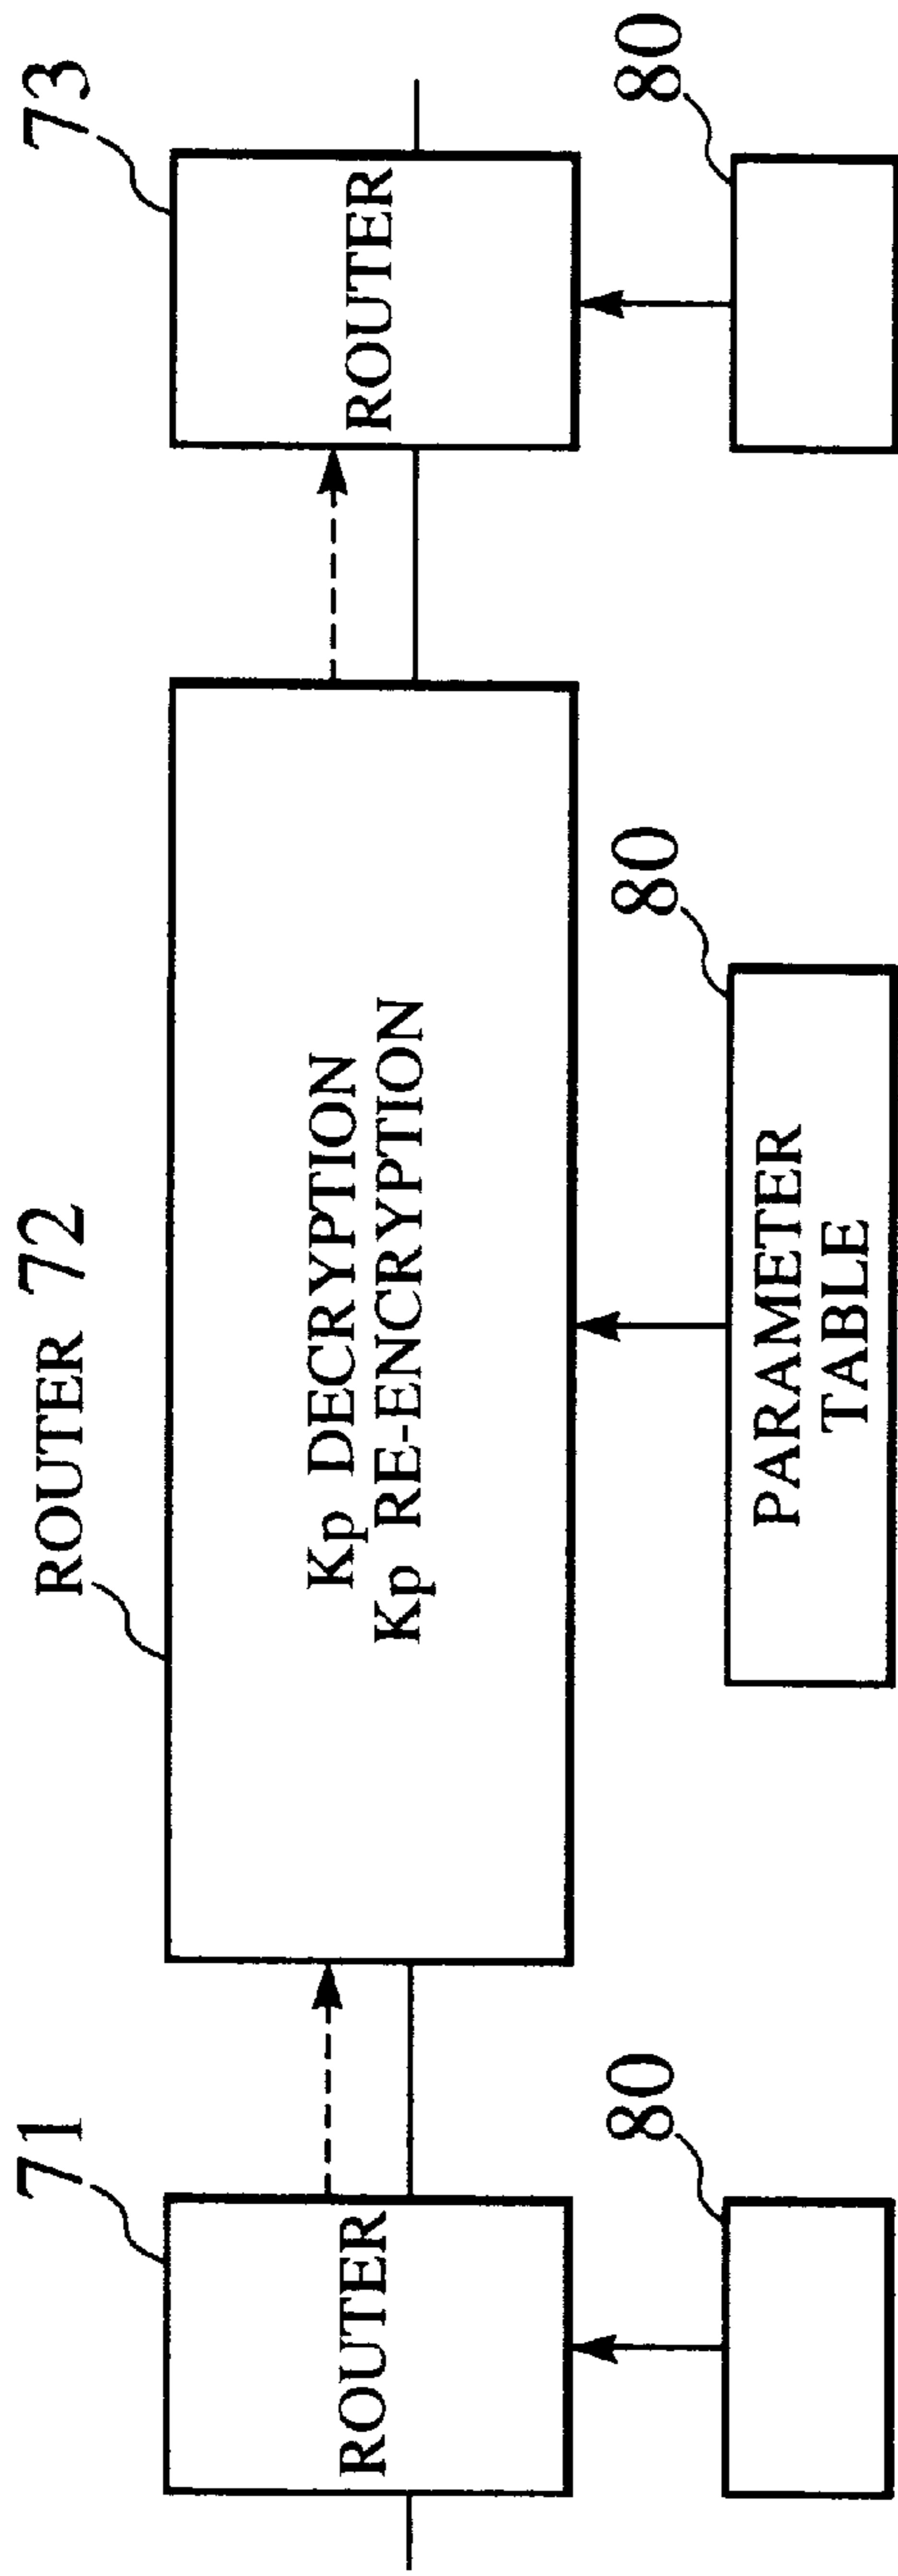 71
ROUTER 72
73
ROUTER
Kp DECRYPTION
Kp RE-ENCRYPTION
ROUTER
80
80
80
PARAMETER
TABLE